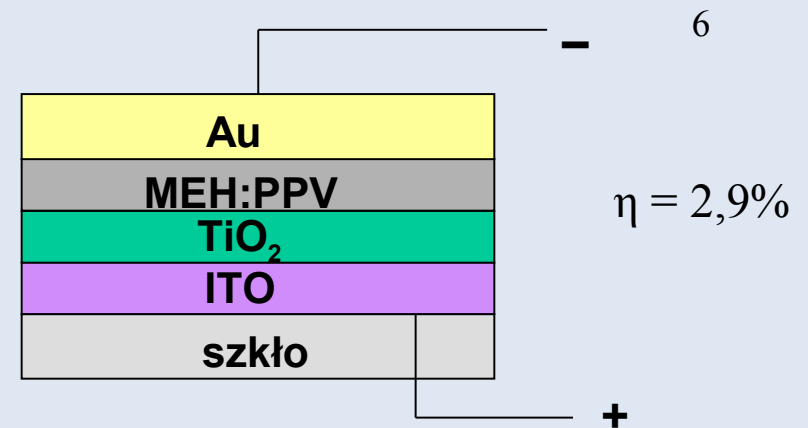 – 6
Au
MEH:PPV
η = 2,9%
TiO₂
ITO
szkło
+